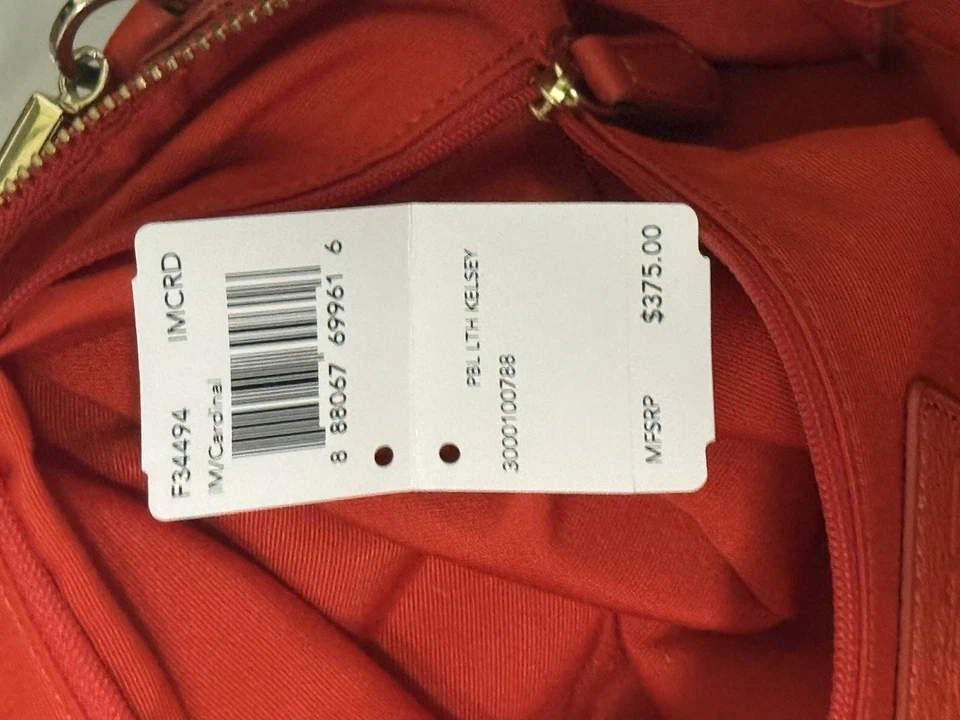 F34494 IMCRD
IM/Cardinal
8 88067 69961 6
PBL LTH KELSEY
3000100788
MFSRP $375.00